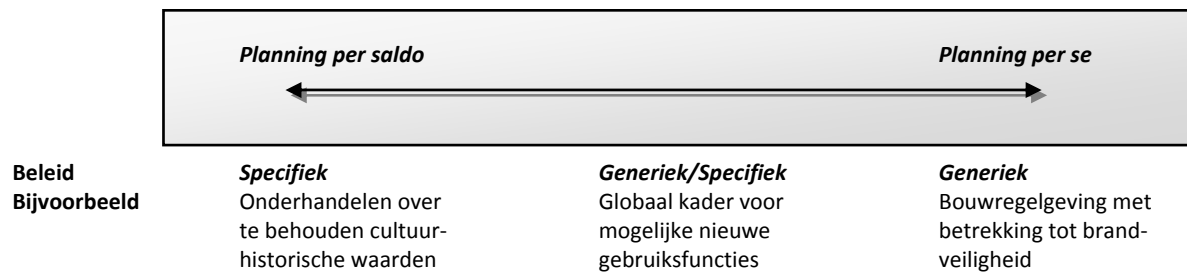 Planning per saldo Planning per se
Beleid Specifiek Generiek/Specifiek Generiek
Bijvoorbeeld Onderhandelen over Globaal kader voor Bouwregelgeving met
te behouden cultuur- mogelijke nieuwe betrekking tot brand-
historische waarden gebruiksfuncties veiligheid